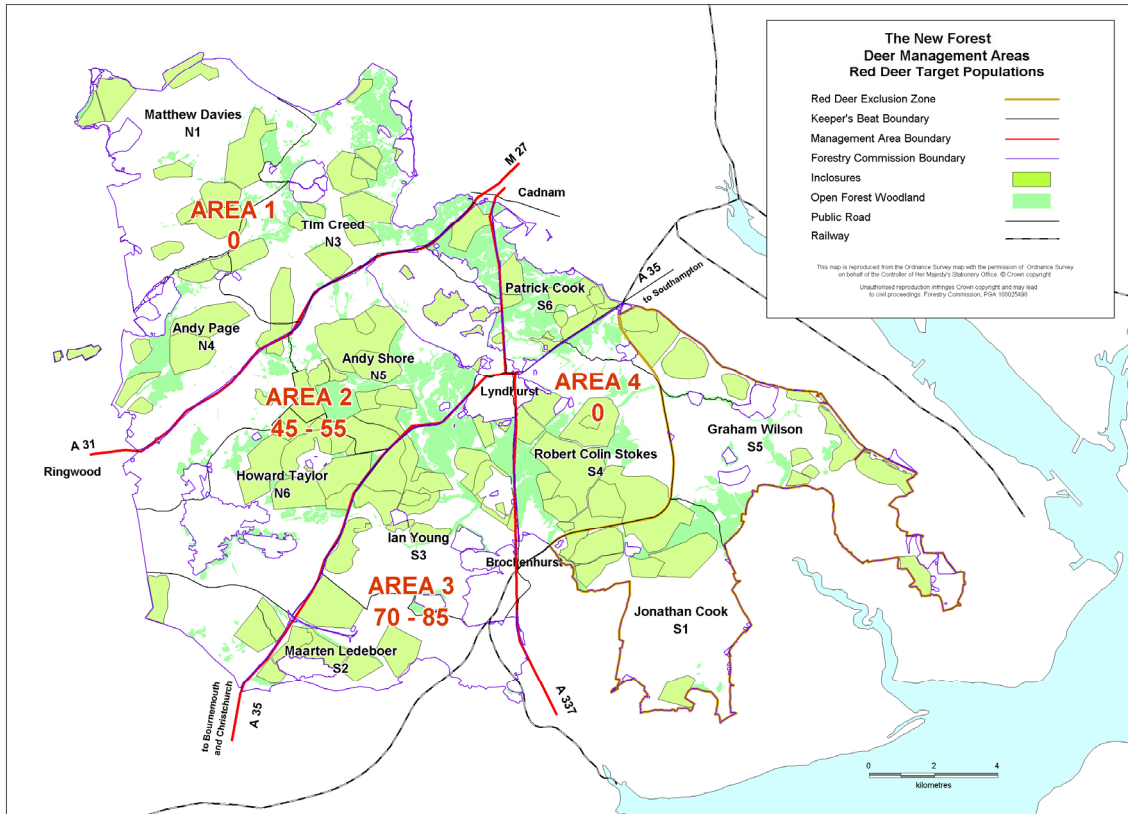 The New Forest
Deer Management Areas
Red Deer Target Populations
Red Deer Exclusion Zone
Keeper's Beat Boundary
Management Area Boundary
Forestry Commission Boundary
Inclosures
Open Forest Woodland
Public Road
Railway
This map is reproduced from the Ordnance Survey map with the permission of Ordnance Survey
on behalf of the Controller of Her Majesty's Stationery Office. © Crown copyright
Unauthorised reproduction infringes Crown copyright and may lead
to civil proceedings. Forestry Commission, PGA 100025498
Matthew Davies
N1
M 27
Cadnam
AREA 1
0
Tim Creed
N3
A 35
to Southampton
Patrick Cook
S6
Andy Page
N4
Andy Shore
N5
AREA 2
45 - 55
Lyndhurst
AREA 4
0
Graham Wilson
S5
A 31
Ringwood
Robert Colin Stokes
S4
Howard Taylor
N6
Ian Young
S3
Brockenhurst
AREA 3
70 - 85
Jonathan Cook
S1
Maarten Ledeboer
S2
to Bournemouth
and Christchurch
A 35
A 337
0 2 4
kilometres